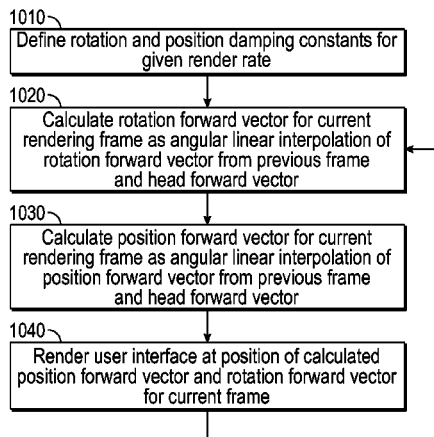 1010
Define rotation and position damping constants for
given render rate
1020
Calculate rotation forward vector for current
rendering frame as angular linear interpolation of
rotation forward vector from previous frame
and head forward vector
1030
Calculate position forward vector for current
rendering frame as angular linear interpolation of
position forward vector from previous frame
and head forward vector
1040
Render user interface at position of calculated
position forward vector and rotation forward vector
for current frame